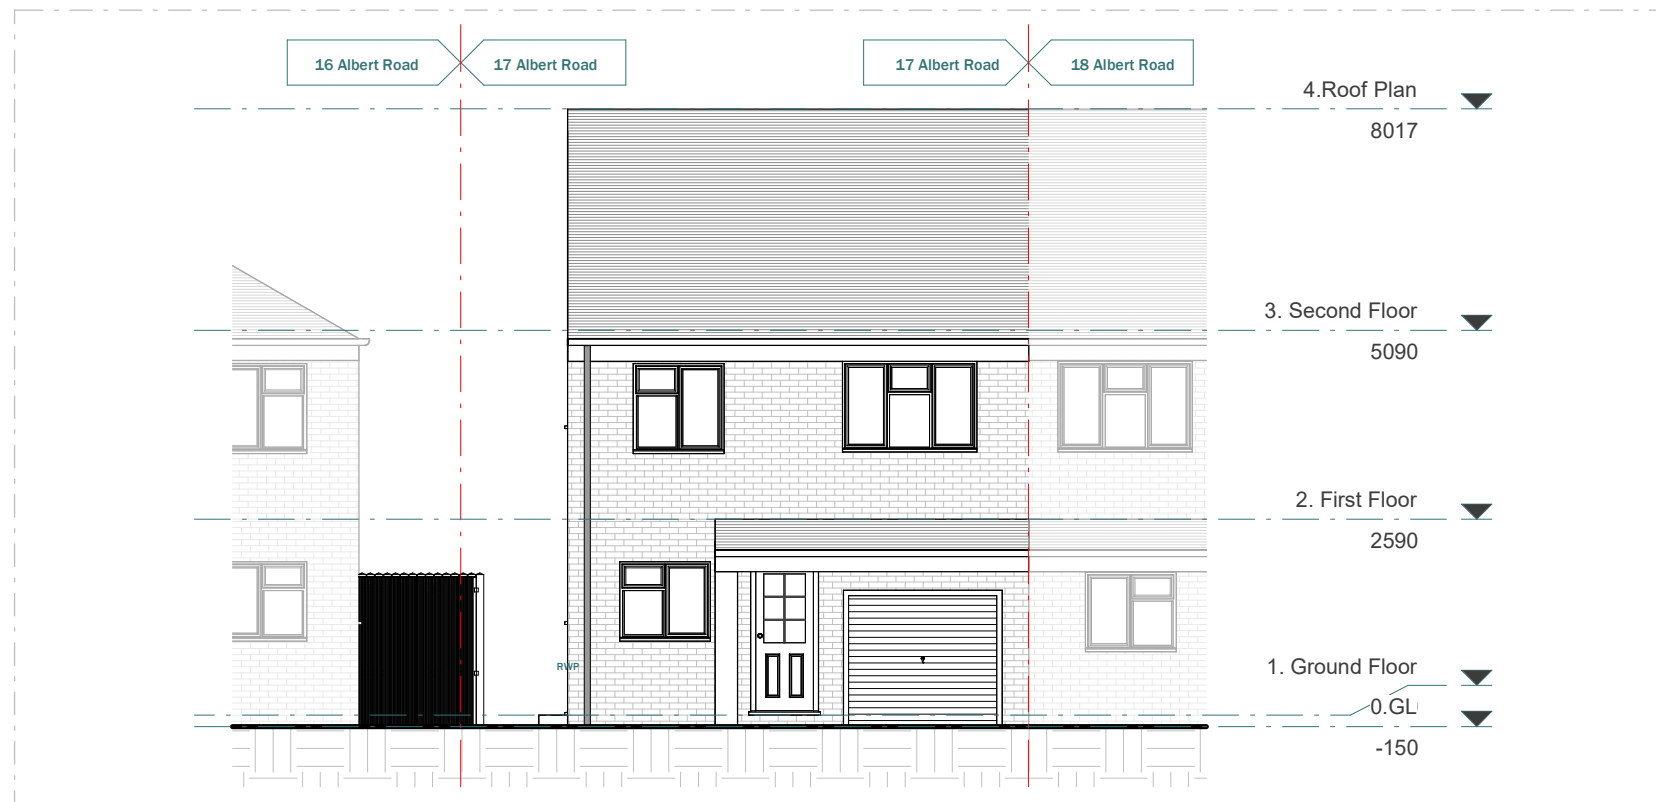 16 Albert Road
17 Albert Road
17 Albert Road
18 Albert Road
4.Roof Plan
8017
3. Second Floor
5090
2. First Floor
2590
RWP
1. Ground Floor
0.GL
-150